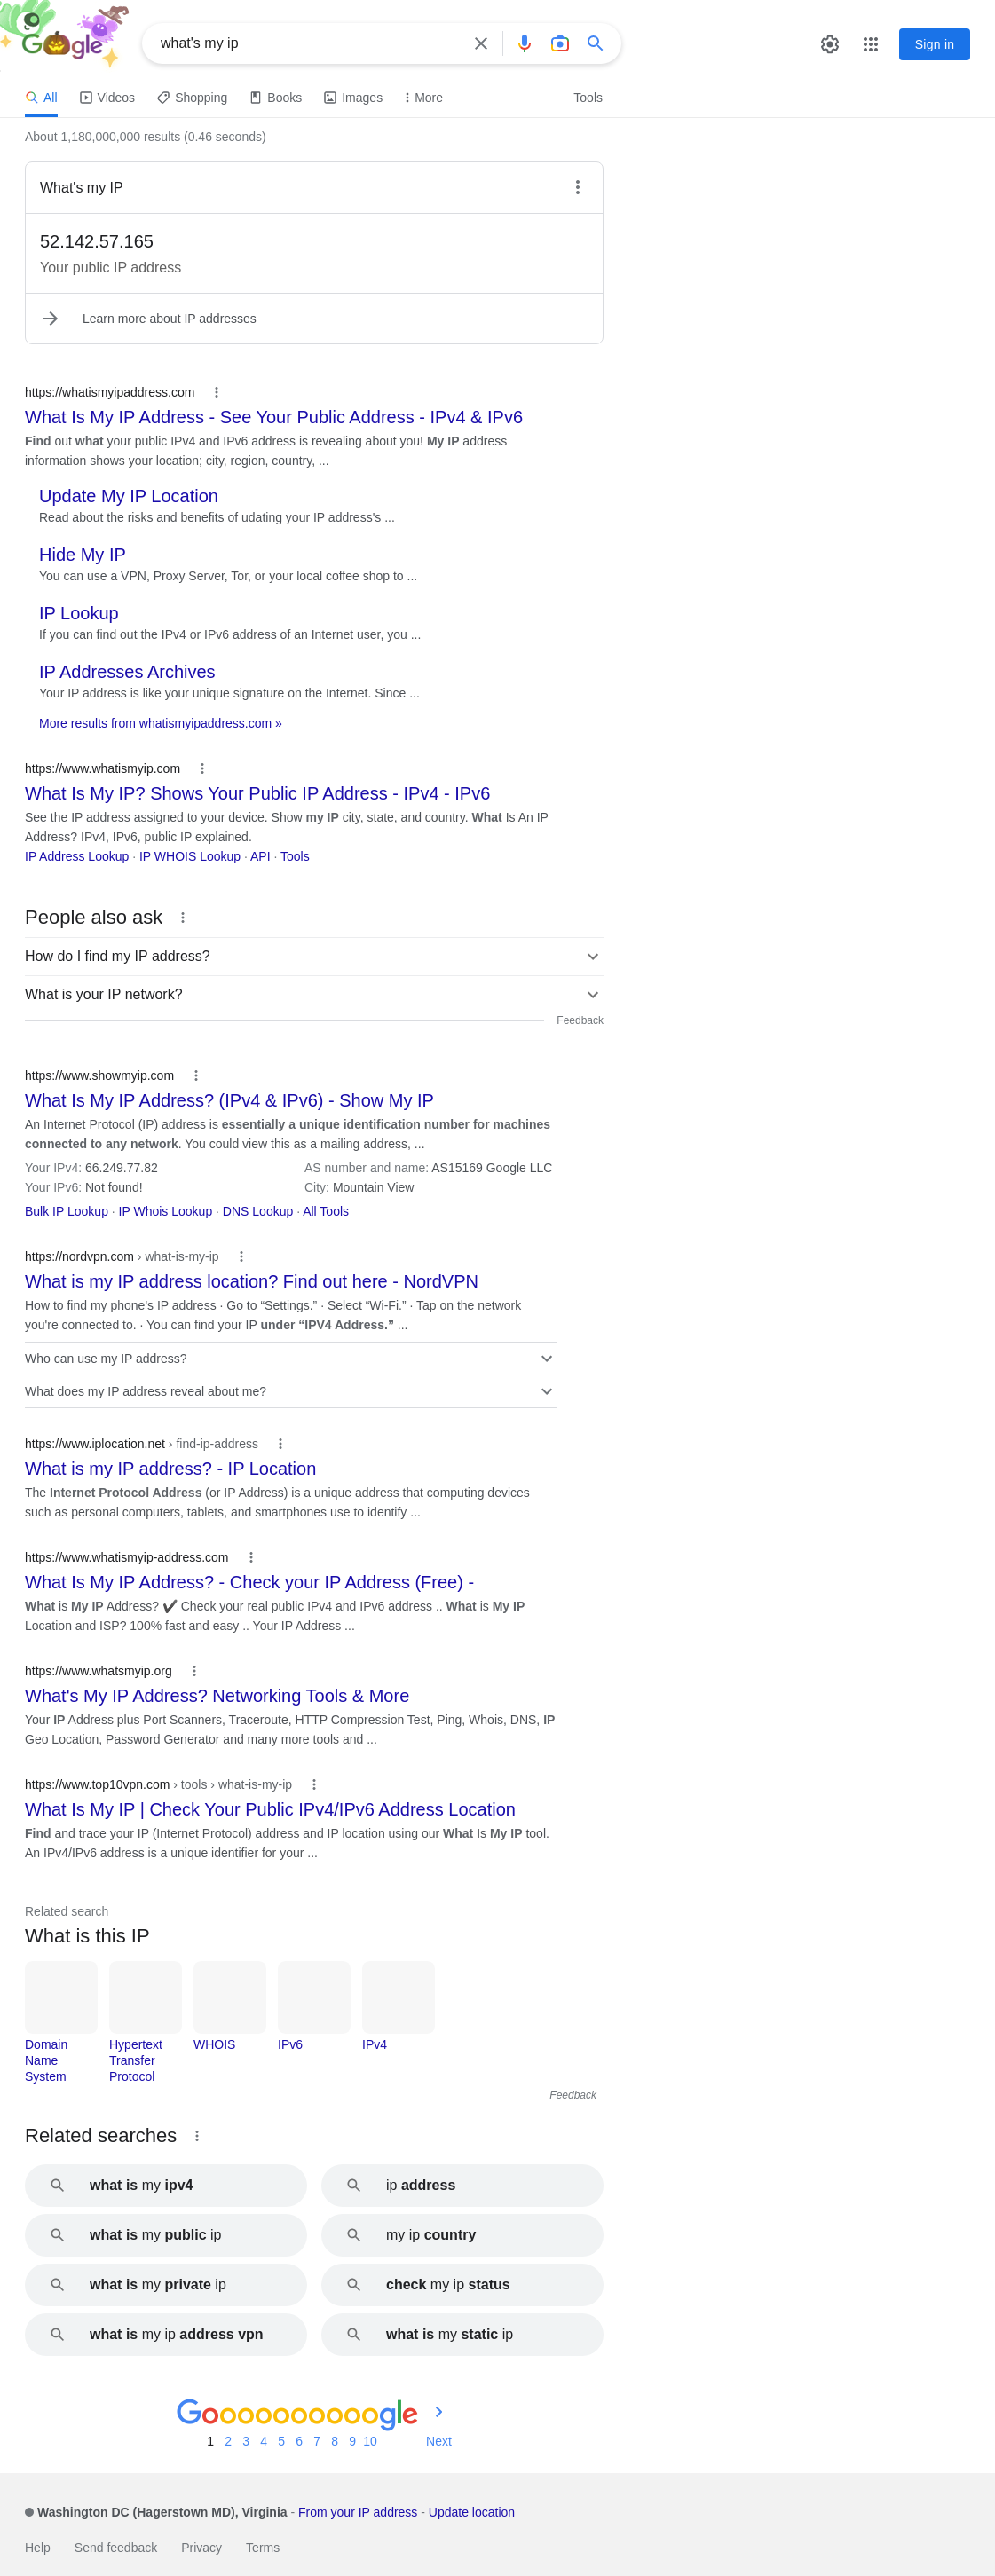 Google
what's my ip
Sign in
All
Videos
Shopping
Books
Images
More
Tools
About 1,180,000,000 results (0.46 seconds)
What's my IP
52.142.57.165
Your public IP address
Learn more about IP addresses
https://whatismyipaddress.com
What Is My IP Address - See Your Public Address - IPv4 & IPv6
Find out what your public IPv4 and IPv6 address is revealing about you! My IP address
information shows your location; city, region, country, ...
Update My IP Location
Read about the risks and benefits of udating your IP address's ...
Hide My IP
You can use a VPN, Proxy Server, Tor, or your local coffee shop to ...
IP Lookup
If you can find out the IPv4 or IPv6 address of an Internet user, you ...
IP Addresses Archives
Your IP address is like your unique signature on the Internet. Since ...
More results from whatismyipaddress.com »
https://www.whatismyip.com
What Is My IP? Shows Your Public IP Address - IPv4 - IPv6
See the IP address assigned to your device. Show my IP city, state, and country. What Is An IP
Address? IPv4, IPv6, public IP explained.
IP Address Lookup · IP WHOIS Lookup · API · Tools
People also ask
How do I find my IP address?
What is your IP network?
Feedback
https://www.showmyip.com
What Is My IP Address? (IPv4 & IPv6) - Show My IP
An Internet Protocol (IP) address is essentially a unique identification number for machines
connected to any network. You could view this as a mailing address, ...
Your IPv4: 66.249.77.82
AS number and name: AS15169 Google LLC
Your IPv6: Not found!
City: Mountain View
Bulk IP Lookup · IP Whois Lookup · DNS Lookup · All Tools
https://nordvpn.com › what-is-my-ip
What is my IP address location? Find out here - NordVPN
How to find my phone's IP address · Go to “Settings.” · Select “Wi-Fi.” · Tap on the network
you're connected to. · You can find your IP under “IPV4 Address.” ...
Who can use my IP address?
What does my IP address reveal about me?
https://www.iplocation.net › find-ip-address
What is my IP address? - IP Location
The Internet Protocol Address (or IP Address) is a unique address that computing devices
such as personal computers, tablets, and smartphones use to identify ...
https://www.whatismyip-address.com
What Is My IP Address? - Check your IP Address (Free) -
What is My IP Address? ✔️ Check your real public IPv4 and IPv6 address .. What is My IP
Location and ISP? 100% fast and easy .. Your IP Address ...
https://www.whatsmyip.org
What's My IP Address? Networking Tools & More
Your IP Address plus Port Scanners, Traceroute, HTTP Compression Test, Ping, Whois, DNS, IP
Geo Location, Password Generator and many more tools and ...
https://www.top10vpn.com › tools › what-is-my-ip
What Is My IP | Check Your Public IPv4/IPv6 Address Location
Find and trace your IP (Internet Protocol) address and IP location using our What Is My IP tool.
An IPv4/IPv6 address is a unique identifier for your ...
Related search
What is this IP
Domain
Name
System
Hypertext
Transfer
Protocol
WHOIS
IPv6
IPv4
Feedback
Related searches
what is my ipv4
ip address
what is my public ip
my ip country
what is my private ip
check my ip status
what is my ip address vpn
what is my static ip
Goooooooooogle
1 2 3 4 5 6 7 8 9 10
Next
Washington DC (Hagerstown MD), Virginia - From your IP address - Update location
Help
Send feedback
Privacy
Terms